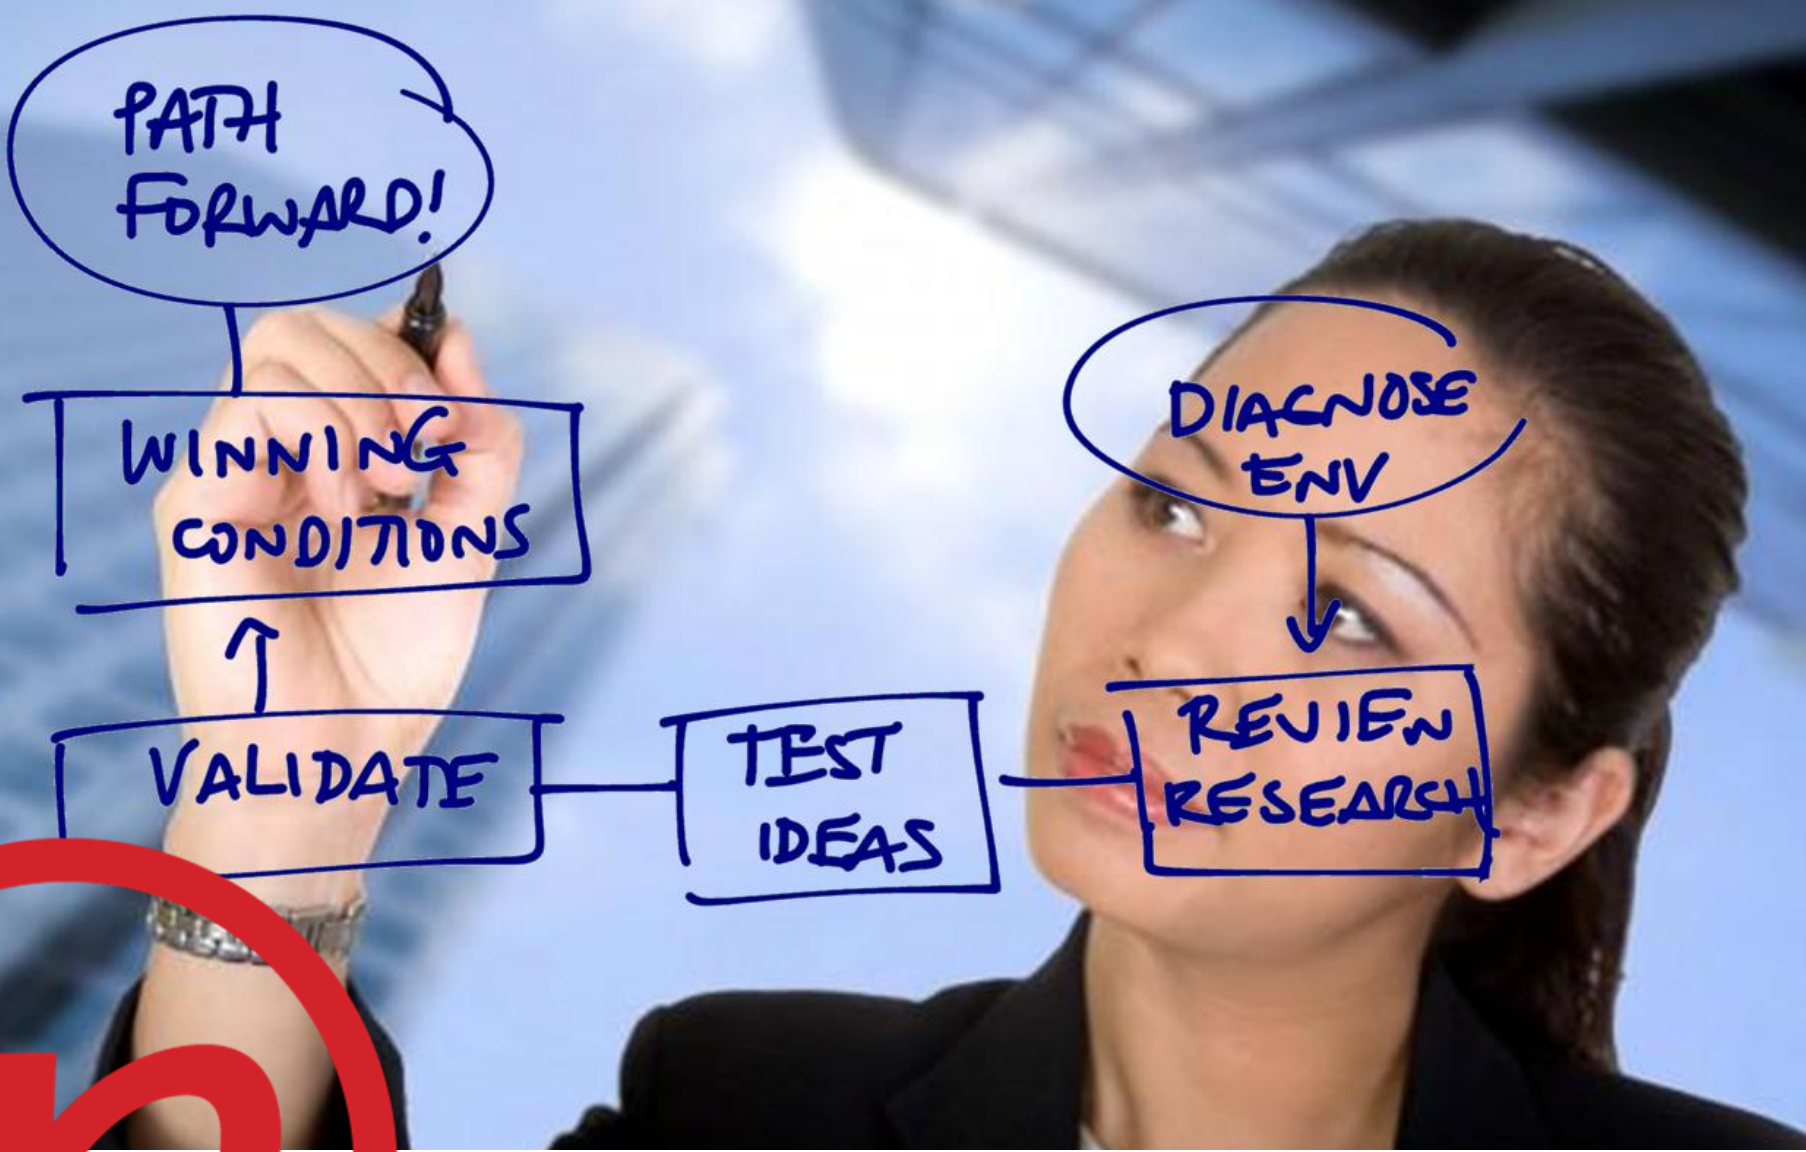 PATH
FORWARD!
WINNING
CONDITIONS
VALIDATE
TEST
IDEAS
DIAGNOSE
ENV
REVIEW
RESEARCH
n